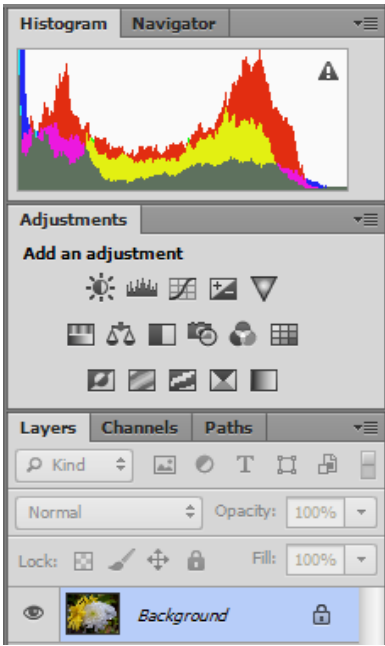 Histogram Navigator
Adjustments
Add an adjustment
Layers Channels Paths
Kind T
Normal Opacity: 100%
Lock: Fill: 100%
Background